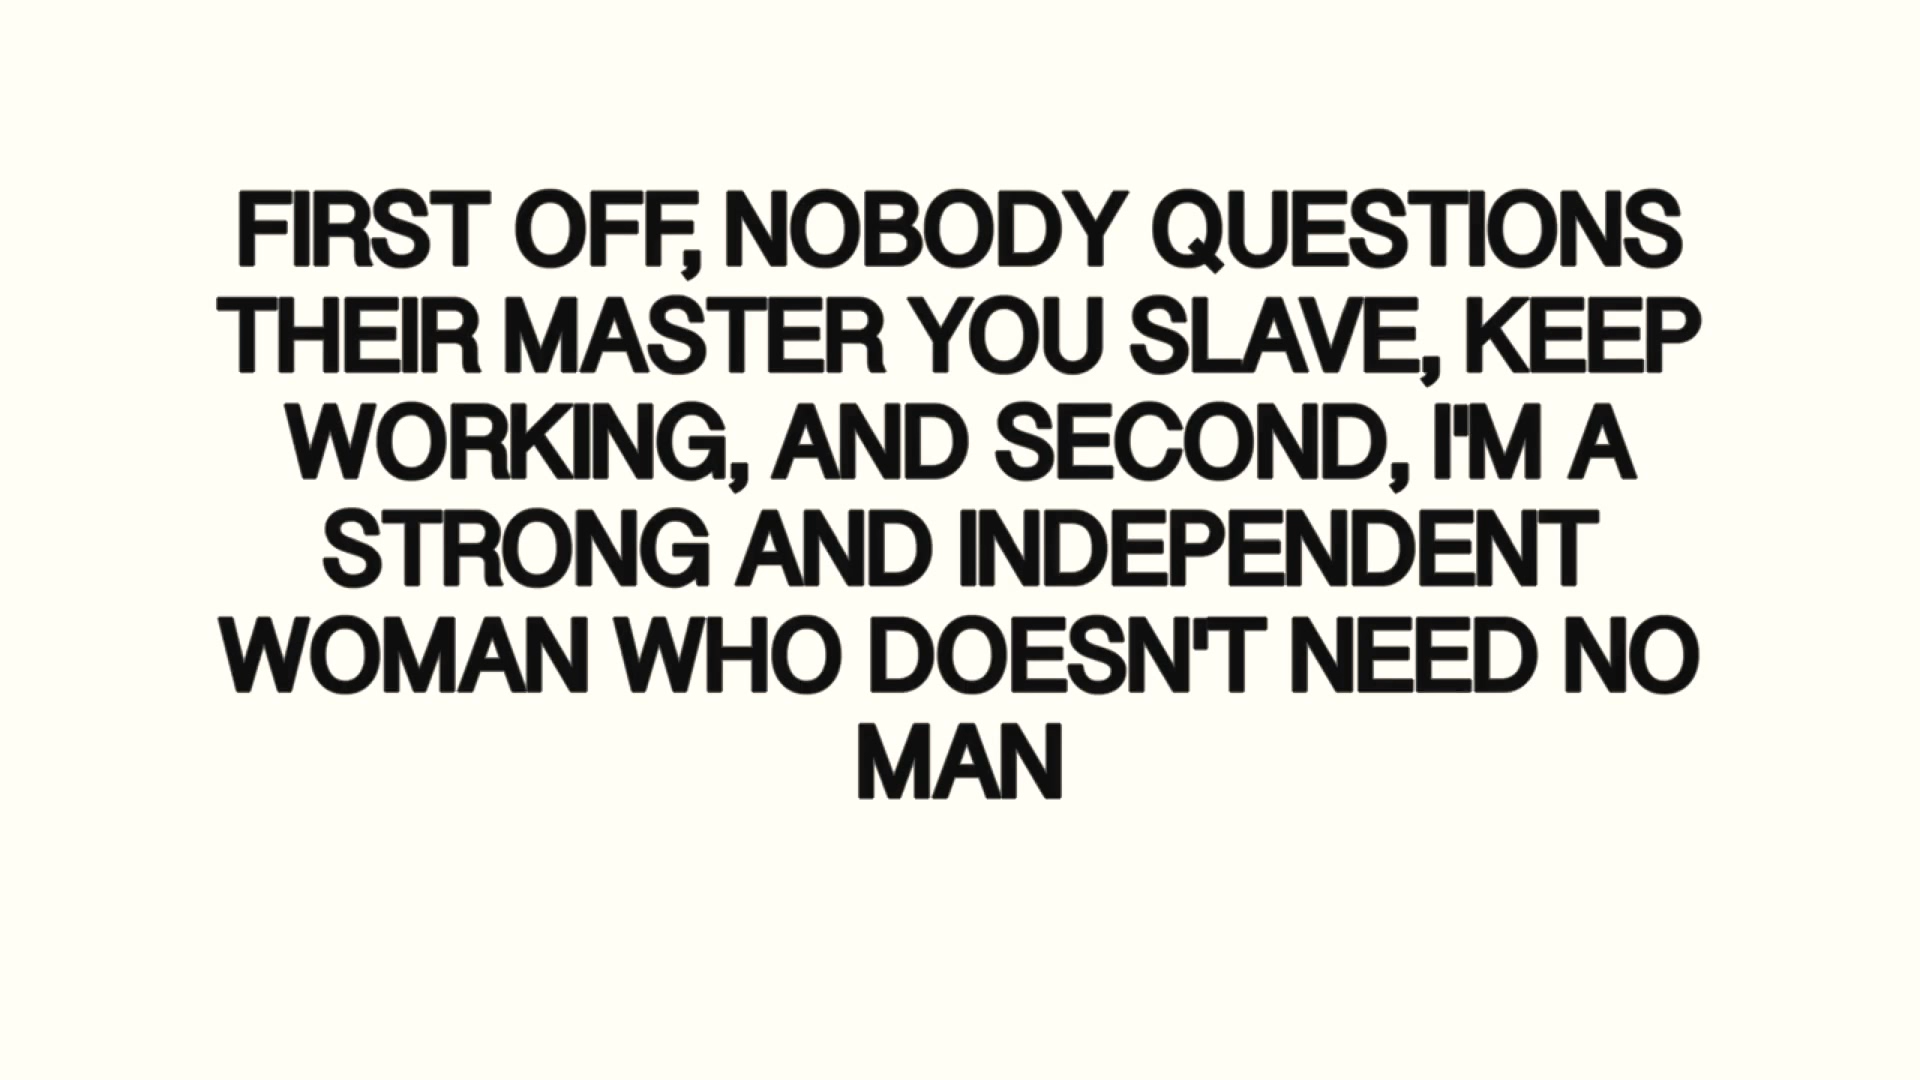 FIRST OFF, NOBODY QUESTIONS
THEIR MASTER YOU SLAVE, KEEP
WORKING, AND SECOND, I'M A
STRONG AND INDEPENDENT
WOMAN WHO DOESN'T NEED NO
MAN